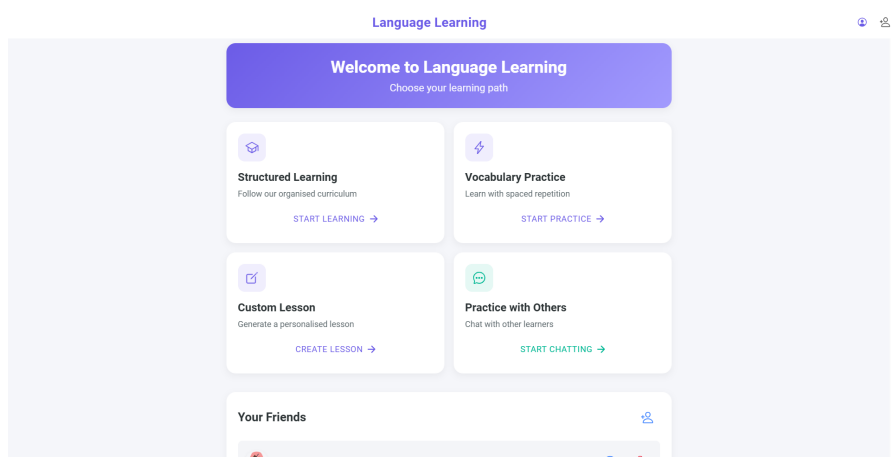 Language Learning
Welcome to Language Learning
Choose your learning path
Structured Learning
Follow our organised curriculum
START LEARNING
Vocabulary Practice
Learn with spaced repetition
START PRACTICE
Custom Lesson
Generate a personalised lesson
CREATE LESSON
Practice with Others
Chat with other learners
START CHATTING
Your Friends